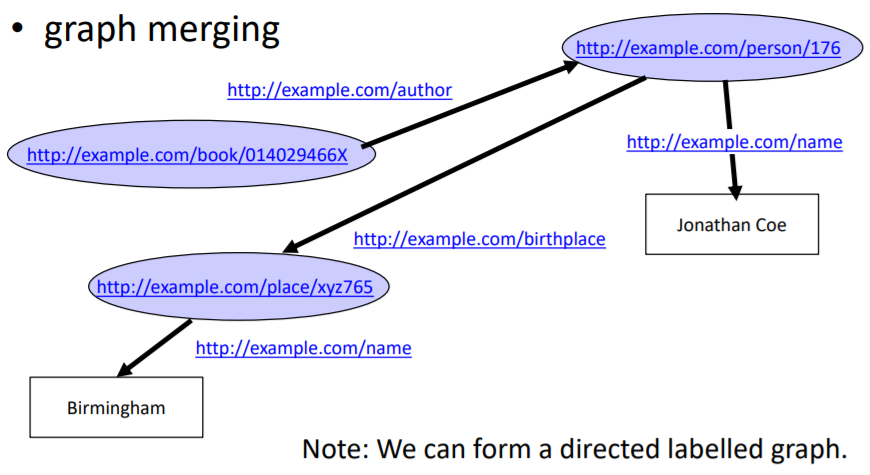 • graph merging
http://example.com/person/176
http://example.com/author
http://example.com/name
http://example.com/book/014029466X
Jonathan Coe
http://example.com/birthplace
http://example.com/place/xyz765
http://example.com/name
Birmingham
Note: We can form a directed labelled graph.